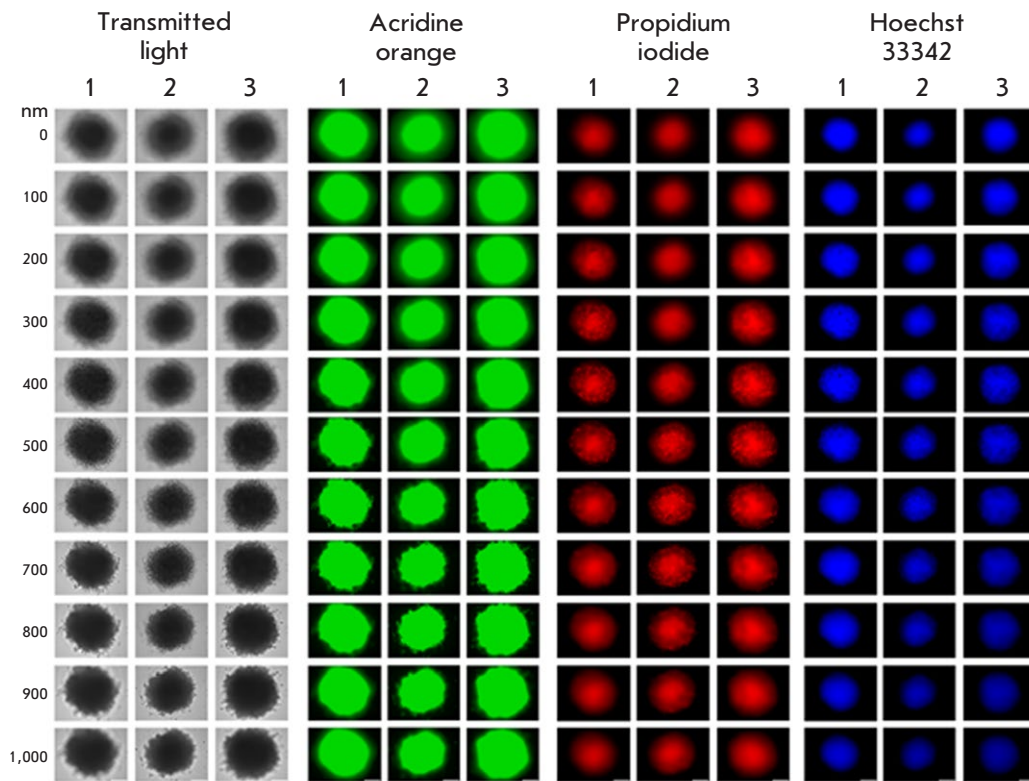 Transmitted light
Acridine orange
Propidium iodide
Hoechst 33342
1 2 3 1 2 3 1 2 3 1 2 3
nm
0
100
200
300
400
500
600
700
800
900
1,000